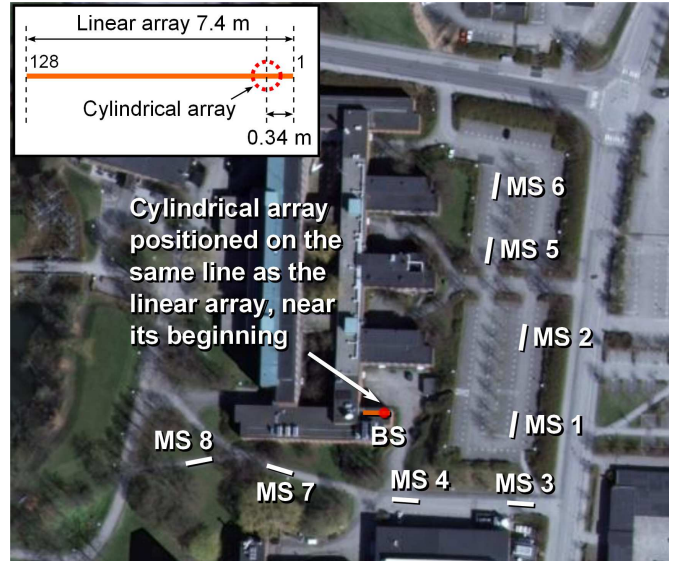 Linear array 7.4 m
128
1
Cylindrical array
0.34 m
MS 6
Cylindrical array
positioned on the
same line as the
linear array, near
its beginning
MS 5
MS 2
MS 1
BS
MS 8
MS 7
MS 4
MS 3